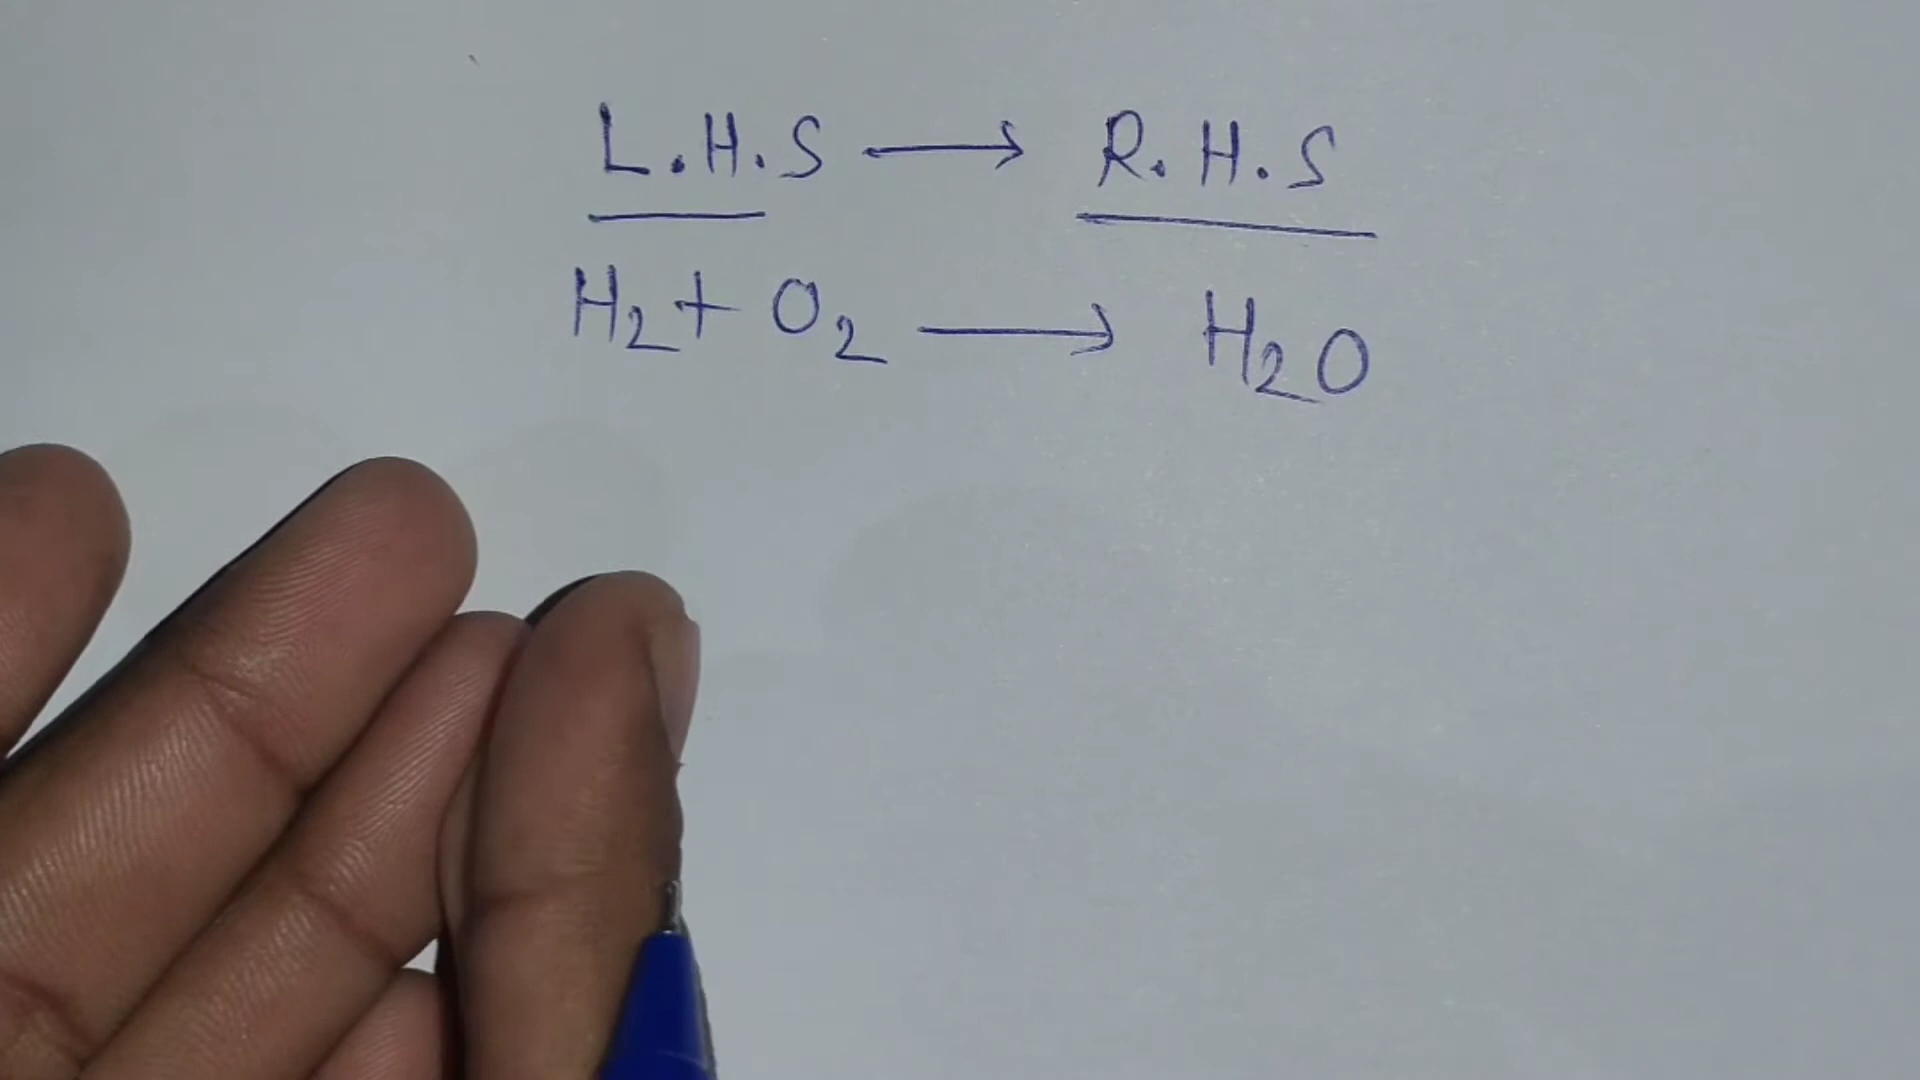 L.H.S → R.H.S
H₂ + O₂ → H₂O